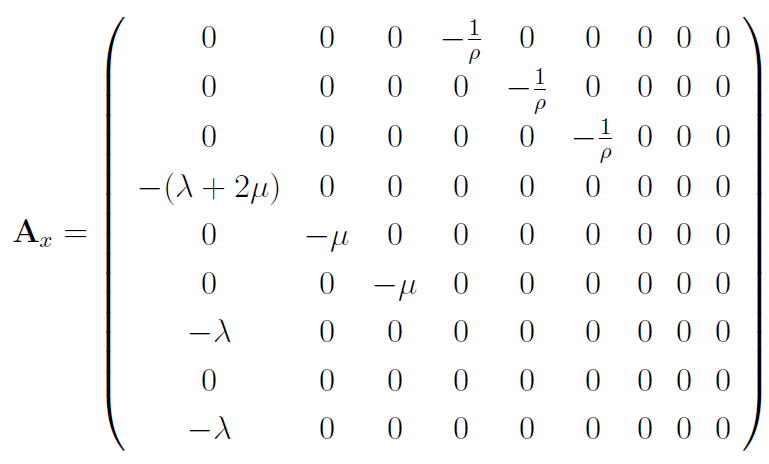 A_x = ( 0 0 0 -1/ρ 0 0 0 0 0
0 0 0 0 -1/ρ 0 0 0 0
0 0 0 0 0 -1/ρ 0 0 0
-(λ + 2μ) 0 0 0 0 0 0 0 0
0 -μ 0 0 0 0 0 0 0
0 0 -μ 0 0 0 0 0 0
-λ 0 0 0 0 0 0 0 0
0 0 0 0 0 0 0 0 0
-λ 0 0 0 0 0 0 0 0 )